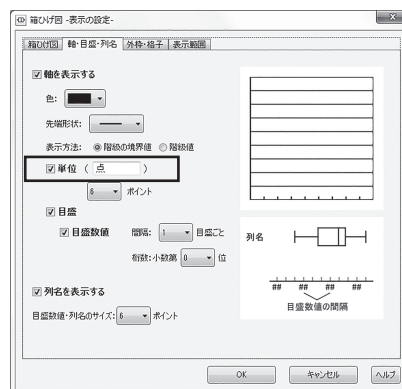 箱ひげ図 -表示の設定-
箱ひげ図 軸・目盛・列名 外枠・格子 表示範囲
軸を表示する
色:
先端形状:
表示方法: 階級の境界値 階級値
単位 ( 点 )
6 ポイント
目盛
目盛数値 間隔: 1 目盛ごと
桁数:小数第 0 位
列名を表示する
目盛数値・列名のサイズ: 6 ポイント
列名
## ## ## ##
目盛数値の間隔
OK キャンセル ヘルプ